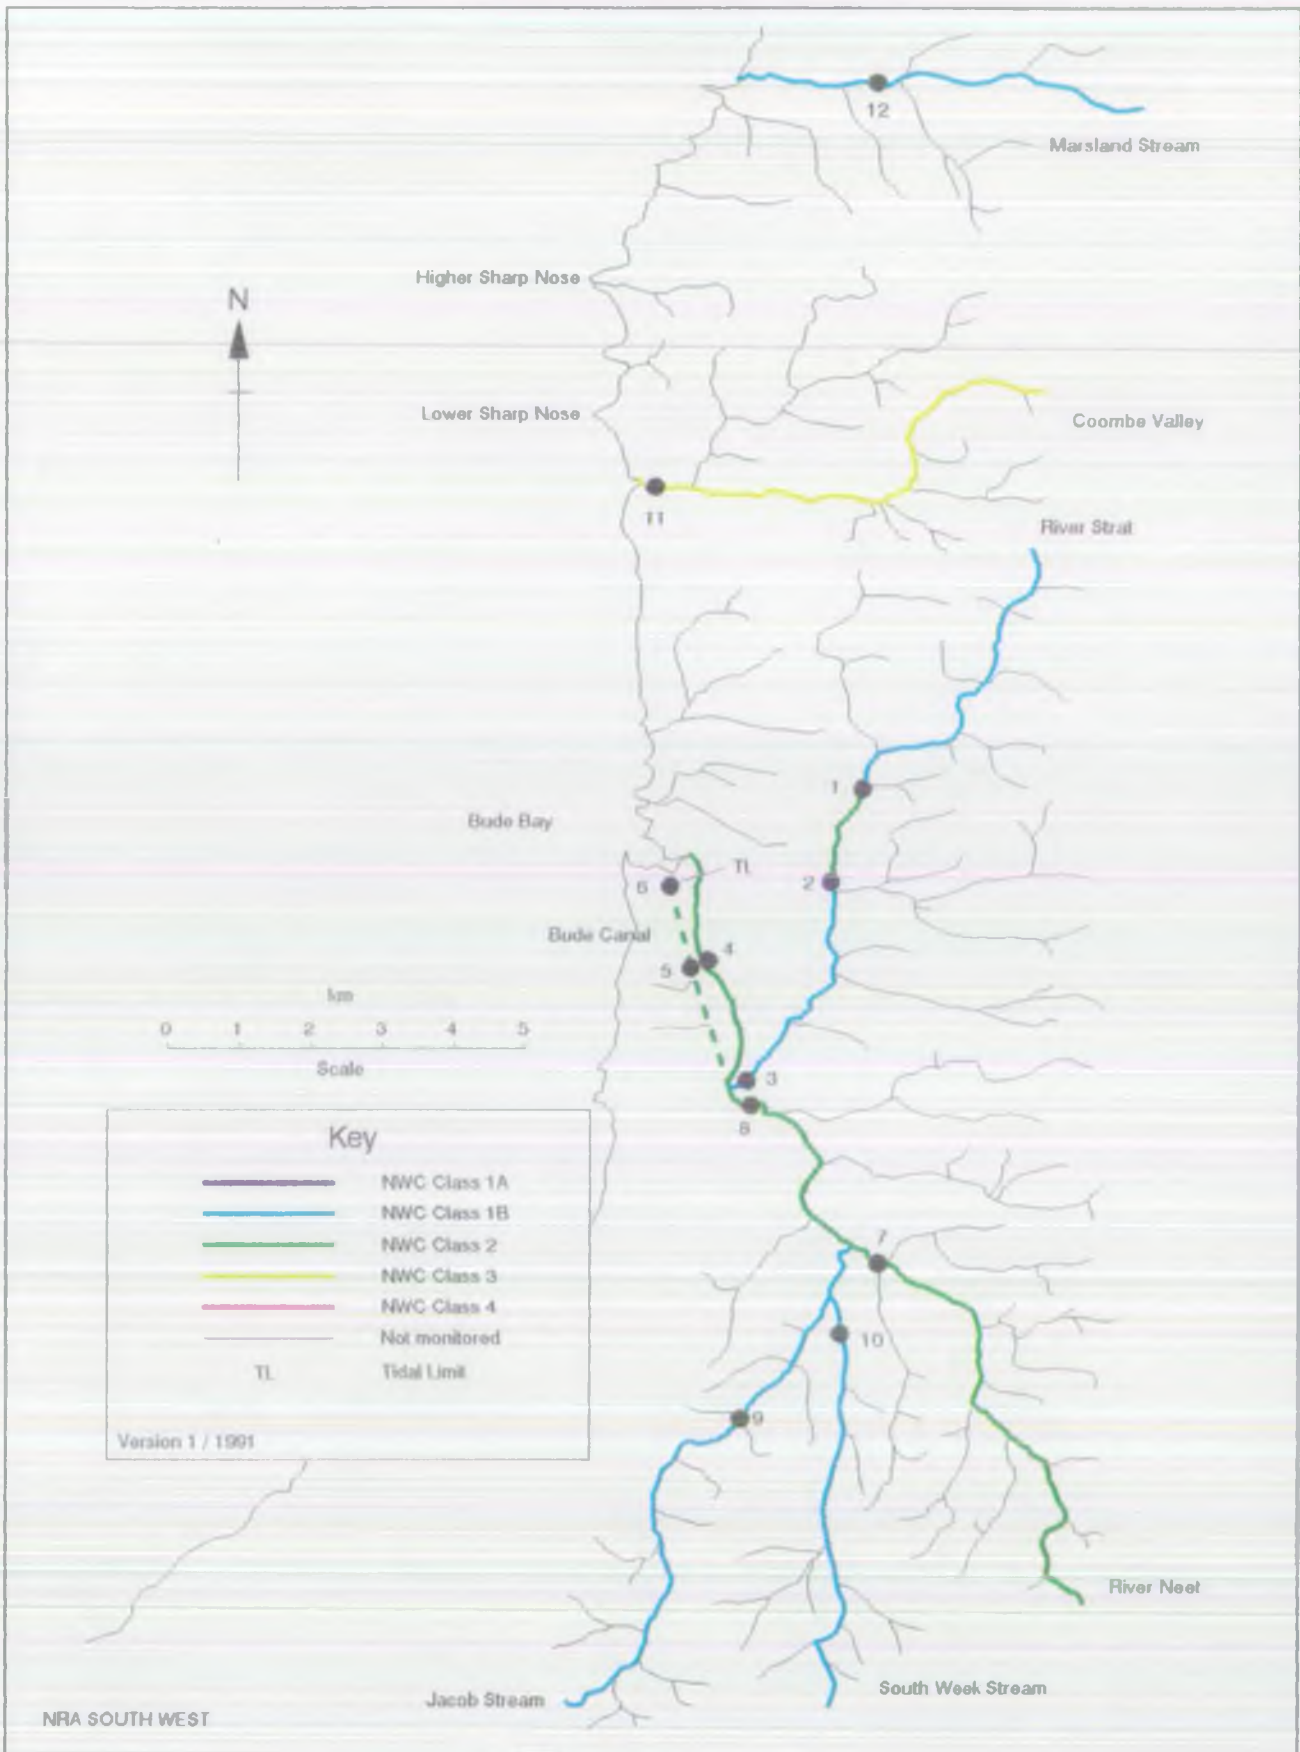 12
Marsland Stream
Higher Sharp Nose
N
Lower Sharp Nose
Coombe Valley
11
River Strat
1
Bude Bay
TL
2
6
Bude Canal
4
5
km
0 1 2 3 4 5
Scale
3
8
Key
NWC Class 1A
NWC Class 1B
NWC Class 2
NWC Class 3
NWC Class 4
Not monitored
TL Tidal Limit
Version 1 / 1991
7
10
9
River Neet
South Week Stream
Jacob Stream
NRA SOUTH WEST